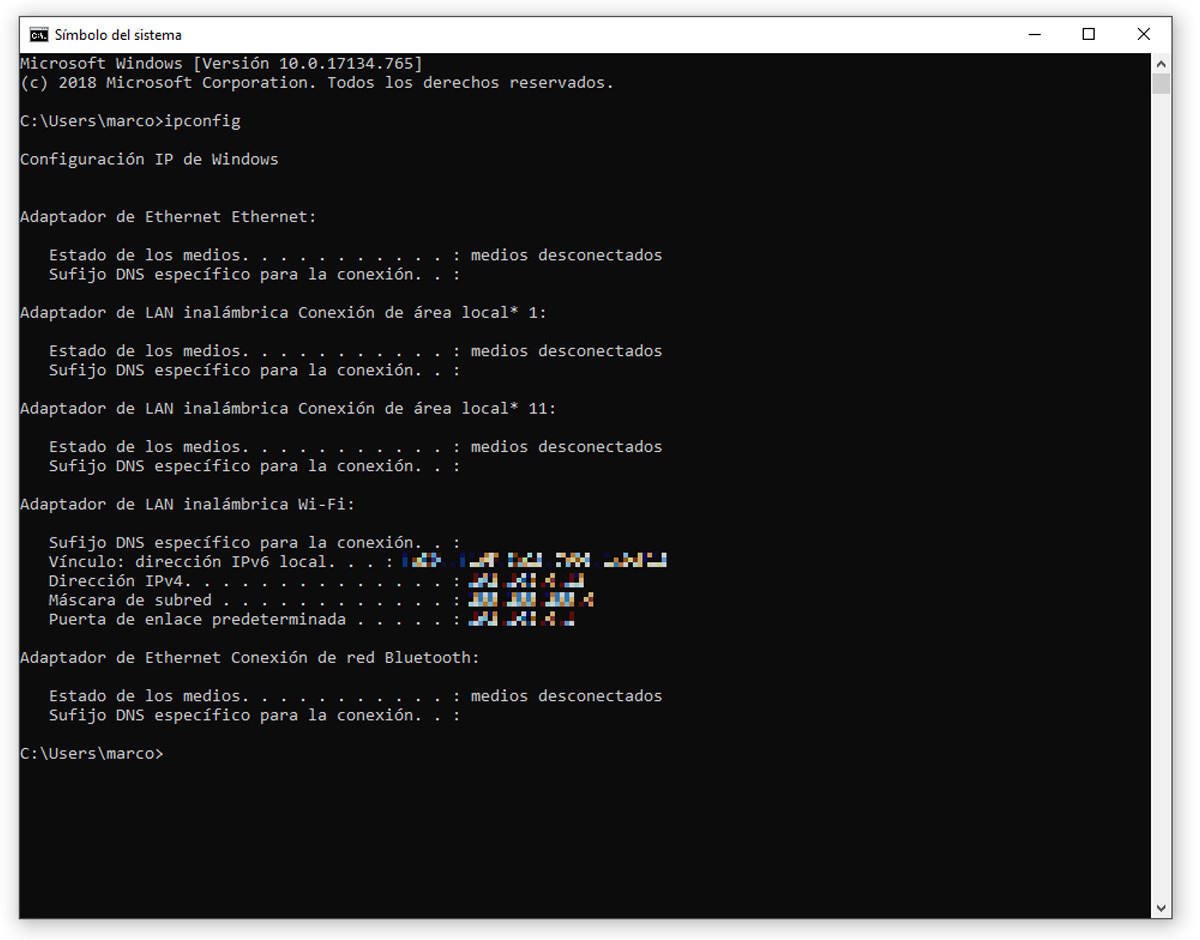 Símbolo del sistema
Microsoft Windows [Versión 10.0.17134.765]
(c) 2018 Microsoft Corporation. Todos los derechos reservados.
C:\Users\marco>ipconfig
Configuración IP de Windows
Adaptador de Ethernet Ethernet:
Estado de los medios. . . . . . . . . . . : medios desconectados
Sufijo DNS específico para la conexión. . :
Adaptador de LAN inalámbrica Conexión de área local* 1:
Estado de los medios. . . . . . . . . . . : medios desconectados
Sufijo DNS específico para la conexión. . :
Adaptador de LAN inalámbrica Conexión de área local* 11:
Estado de los medios. . . . . . . . . . . : medios desconectados
Sufijo DNS específico para la conexión. . :
Adaptador de LAN inalámbrica Wi-Fi:
Sufijo DNS específico para la conexión. . :
Vínculo: dirección IPv6 local. . . :
Dirección IPv4. . . . . . . . . . . . . . :
Máscara de subred . . . . . . . . . . . . :
Puerta de enlace predeterminada . . . . . :
Adaptador de Ethernet Conexión de red Bluetooth:
Estado de los medios. . . . . . . . . . . : medios desconectados
Sufijo DNS específico para la conexión. . :
C:\Users\marco>